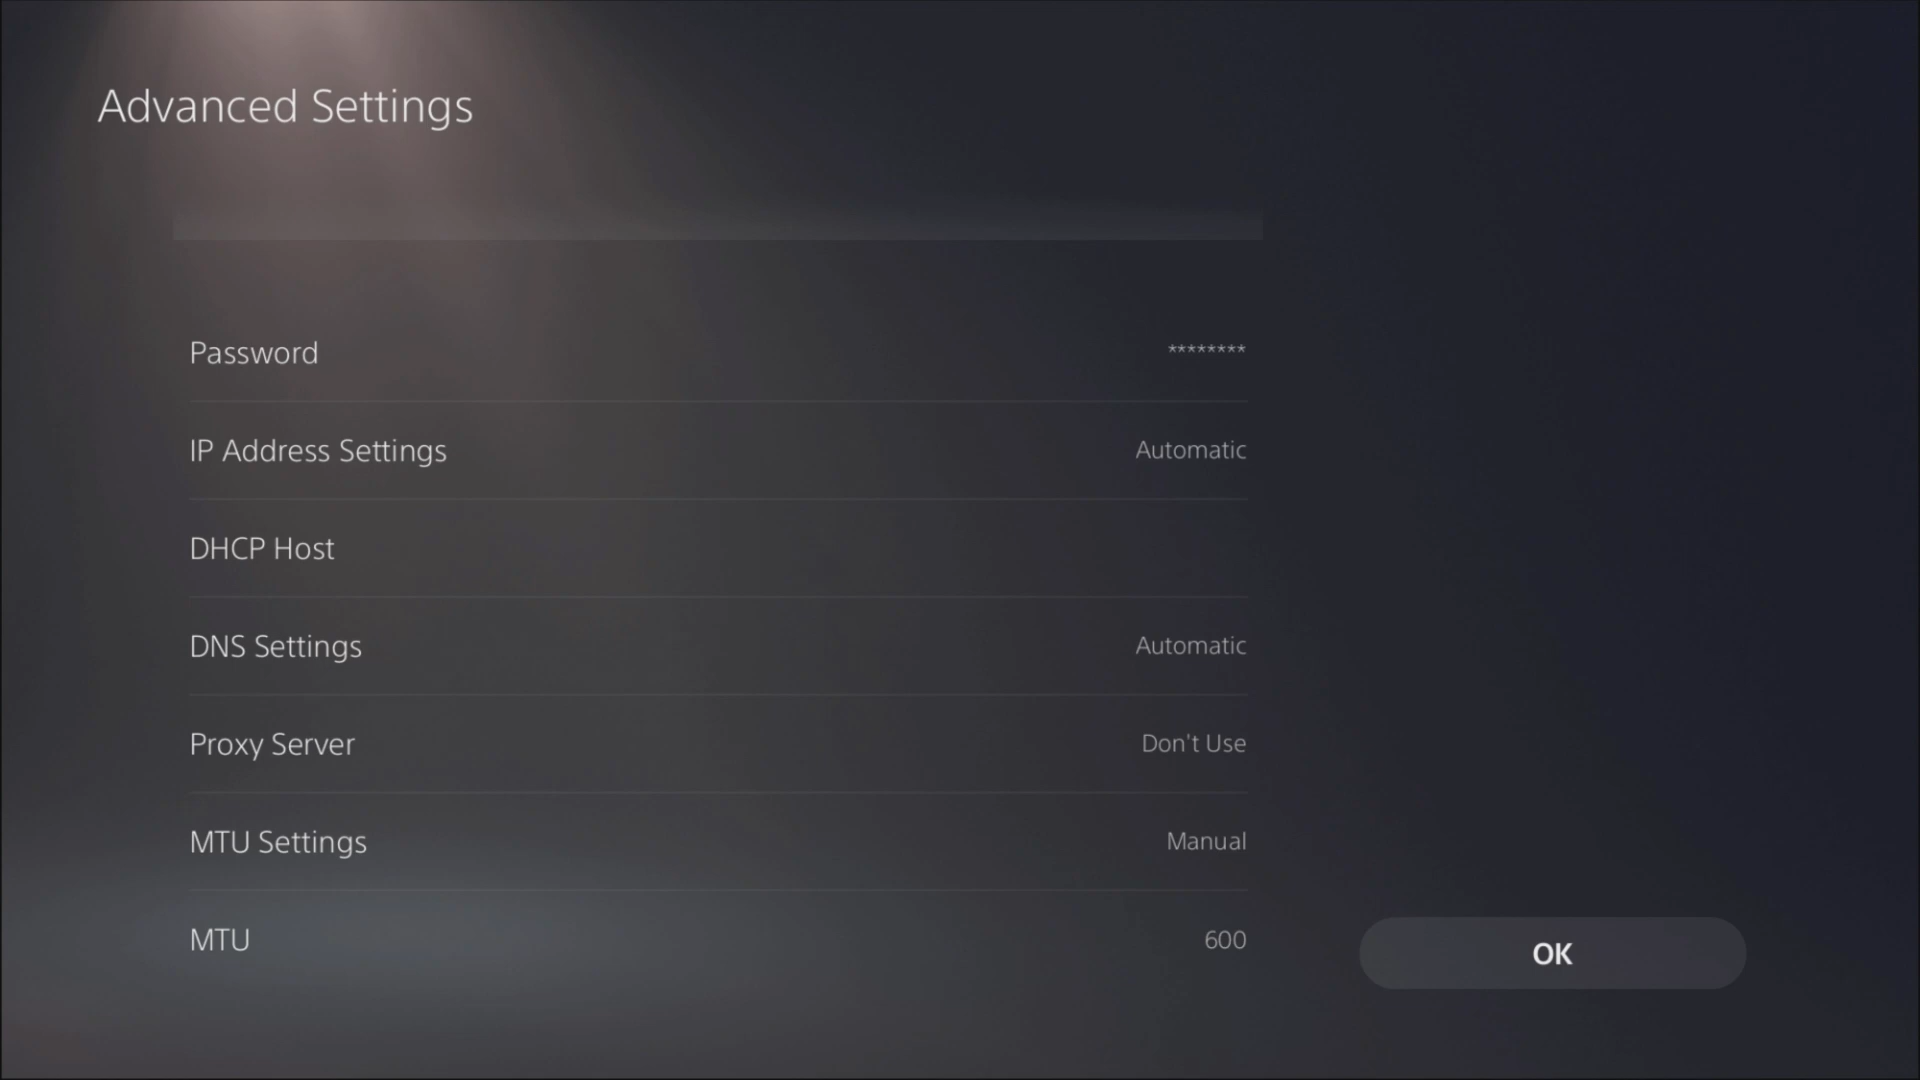 Advanced Settings
Password ********
IP Address Settings Automatic
DHCP Host
DNS Settings Automatic
Proxy Server Don't Use
MTU Settings Manual
MTU 600
OK